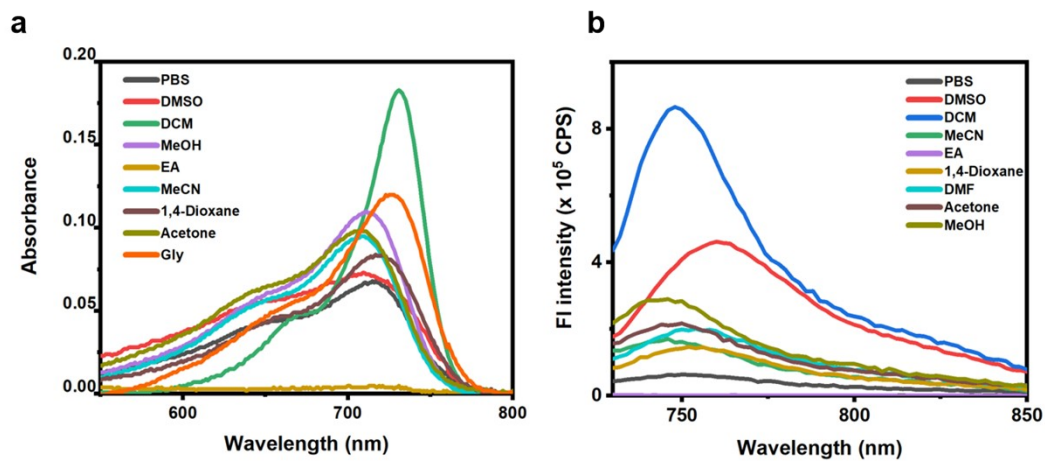 a
b
0.20
0.15
0.10
0.05
0.00
Absorbance
PBS
DMSO
DCM
MeOH
EA
MeCN
1,4-Dioxane
Acetone
Gly
600
700
800
Wavelength (nm)
8
4
0
FI intensity (x 10⁵ CPS)
PBS
DMSO
DCM
MeCN
EA
1,4-Dioxane
DMF
Acetone
MeOH
750
800
850
Wavelength (nm)